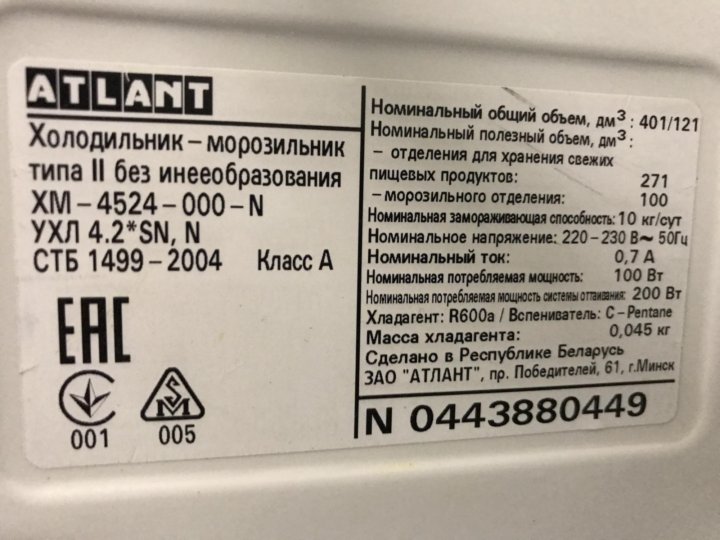 ATLANT
Холодильник – морозильник
типа II без инееобразования
ХМ – 4524 – 000 – N
УХЛ 4.2*SN, N
СТБ 1499 – 2004 Класс А
ЕАС
001
005
Номинальный общий объем, дм³ : 401/121
Номинальный полезный объем, дм³ :
– отделения для хранения свежих
пищевых продуктов: 271
– морозильного отделения: 100
Номинальная замораживающая способность: 10 кг/сут
Номинальное напряжение: 220 – 230 В~ 50Гц
Номинальный ток: 0,7 А
Номинальная потребляемая мощность: 100 Вт
Номинальная потребляемая мощность системы оттаивания: 200 Вт
Хладагент: R600a / Вспениватель: C – Pentane
Масса хладагента: 0,045 кг
Сделано в Республике Беларусь
ЗАО "АТЛАНТ", пр. Победителей, 61, г.Минск
N 0443880449